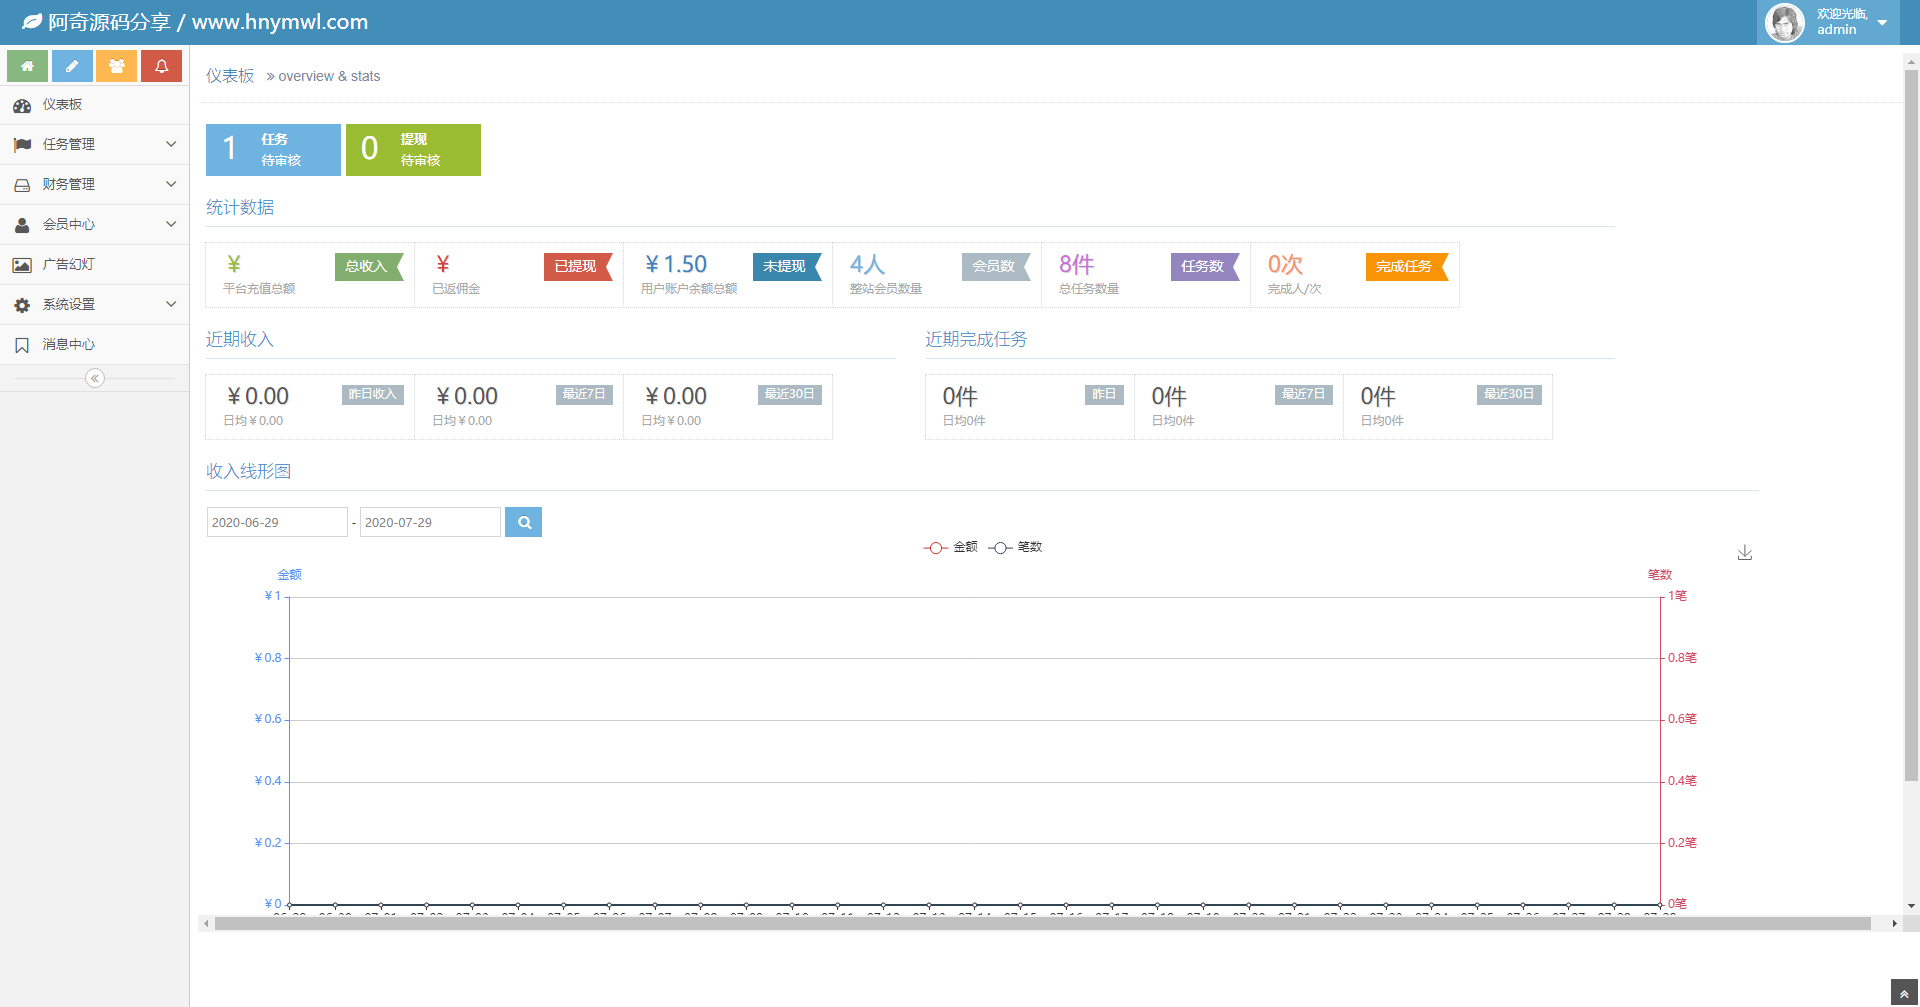 阿奇源码分享 / www.hnymwl.com
欢迎光临,
admin
仪表板
任务管理
财务管理
会员中心
广告幻灯
系统设置
消息中心
仪表板 » overview & stats
1 任务
待审核
0 提现
待审核
统计数据
¥ 总收入
平台充值总额
¥ 已提现
已返佣金
¥1.50 未提现
用户账户余额总额
4人 会员数
整站会员数量
8件 任务数
总任务数量
0次 完成任务
完成人/次
近期收入
¥0.00 昨日收入
日均¥0.00
¥0.00 最近7日
日均¥0.00
¥0.00 最近30日
日均¥0.00
近期完成任务
0件 昨日
日均0件
0件 最近7日
日均0件
0件 最近30日
日均0件
收入线形图
2020-06-29 - 2020-07-29
金额 笔数
金额
¥1
¥0.8
¥0.6
¥0.4
¥0.2
¥0
笔数
1笔
0.8笔
0.6笔
0.4笔
0.2笔
0笔